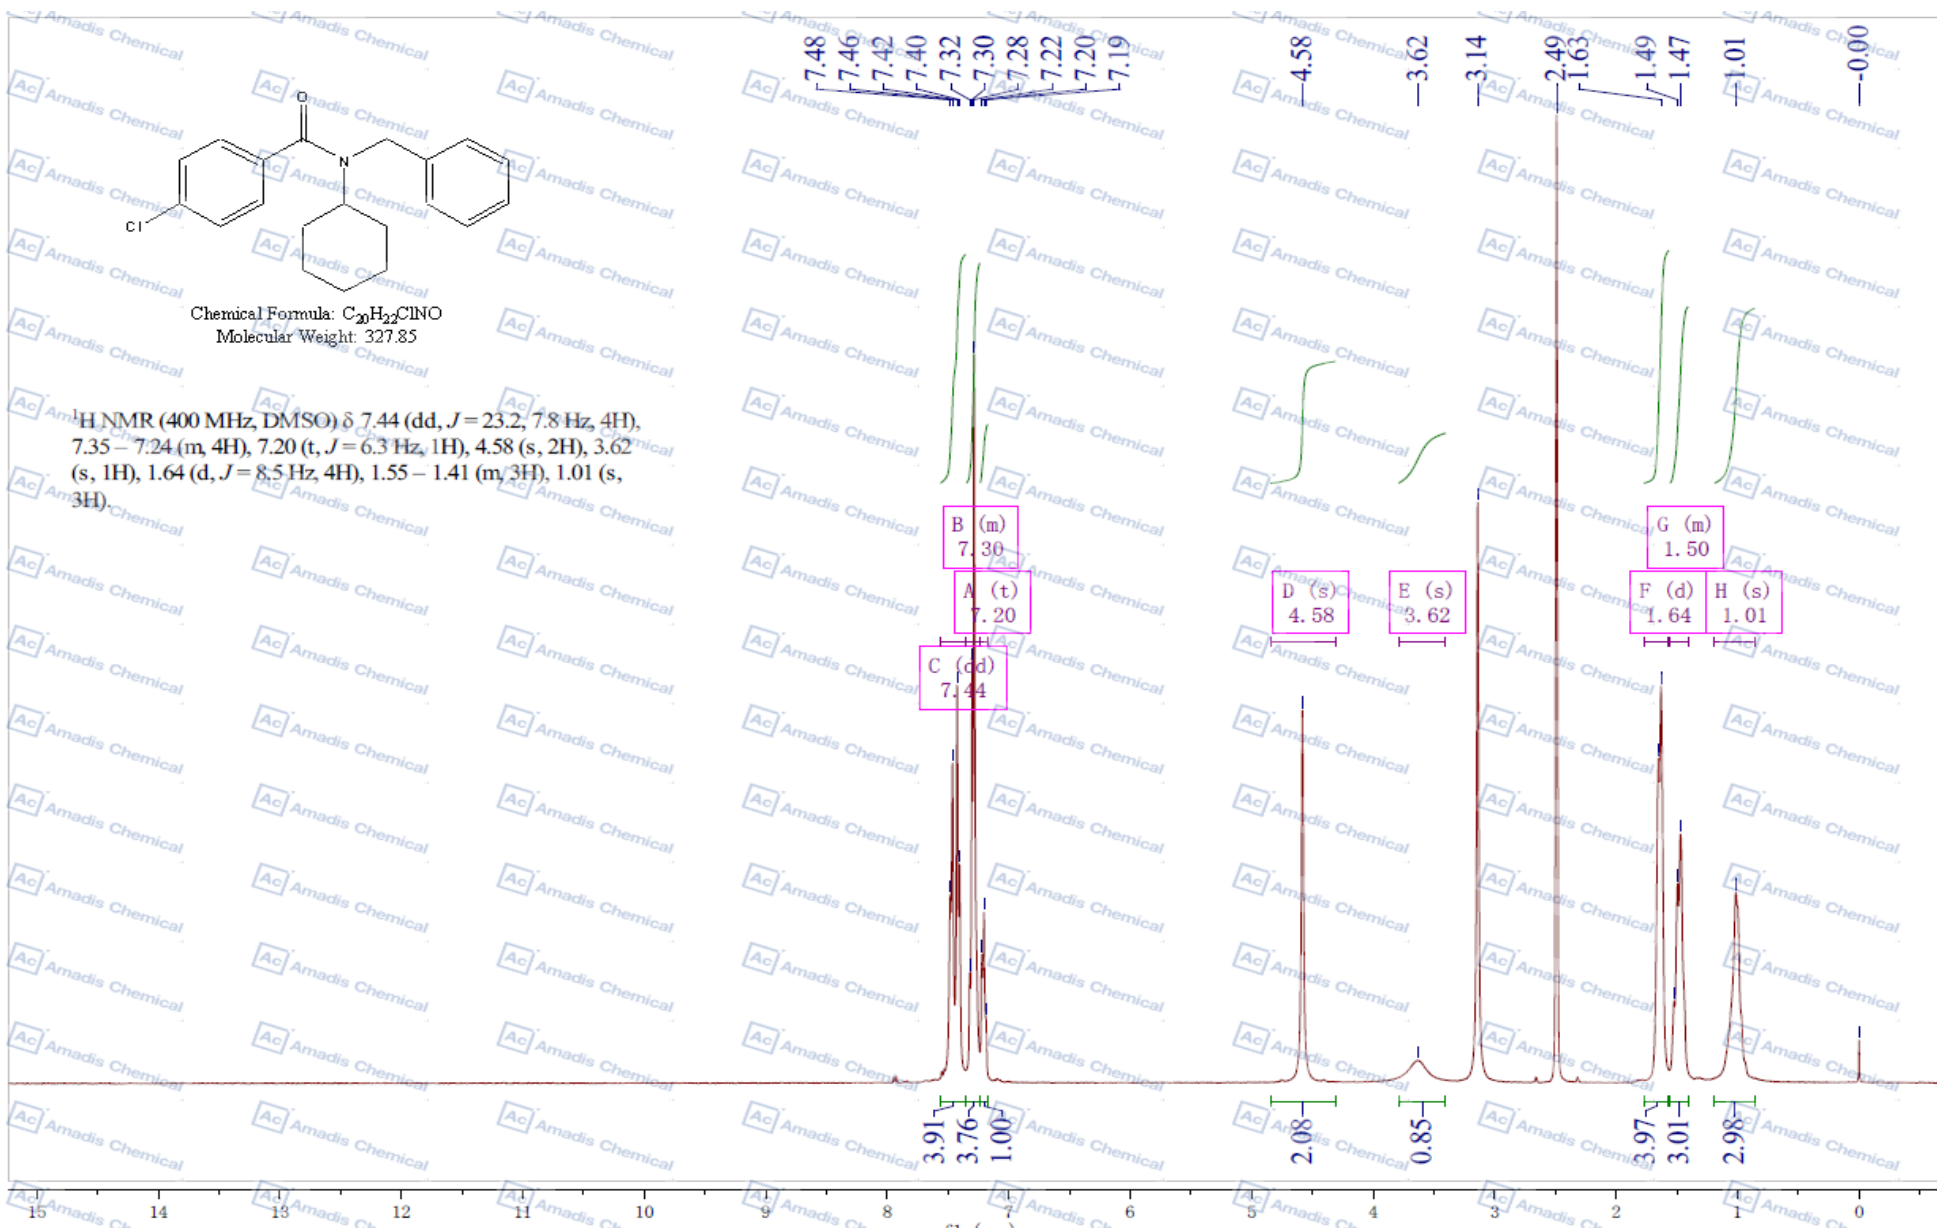 7.48
7.46
7.42
7.40
7.32
7.30
7.28
7.22
7.20
7.19
4.58
3.62
3.14
2.49
1.63
1.49
1.47
1.01
-0.00
O
N
Cl
Chemical Formula: C₂₀H₂₂ClNO
Molecular Weight: 327.85
¹H NMR (400 MHz, DMSO) δ 7.44 (dd, J = 23.2, 7.8 Hz, 4H),
7.35 – 7.24 (m, 4H), 7.20 (t, J = 6.3 Hz, 1H), 4.58 (s, 2H), 3.62
(s, 1H), 1.64 (d, J = 8.5 Hz, 4H), 1.55 – 1.41 (m, 3H), 1.01 (s,
3H).
B (m)
7.30
A (t)
7.20
C (dd)
7.44
D (s)
4.58
E (s)
3.62
G (m)
1.50
F (d)
1.64
H (s)
1.01
3.91
3.76
1.00
2.08
0.85
3.97
3.01
2.98
15 14 13 12 11 10 9 8 7 6 5 4 3 2 1 0
Ac Amadis Chemical